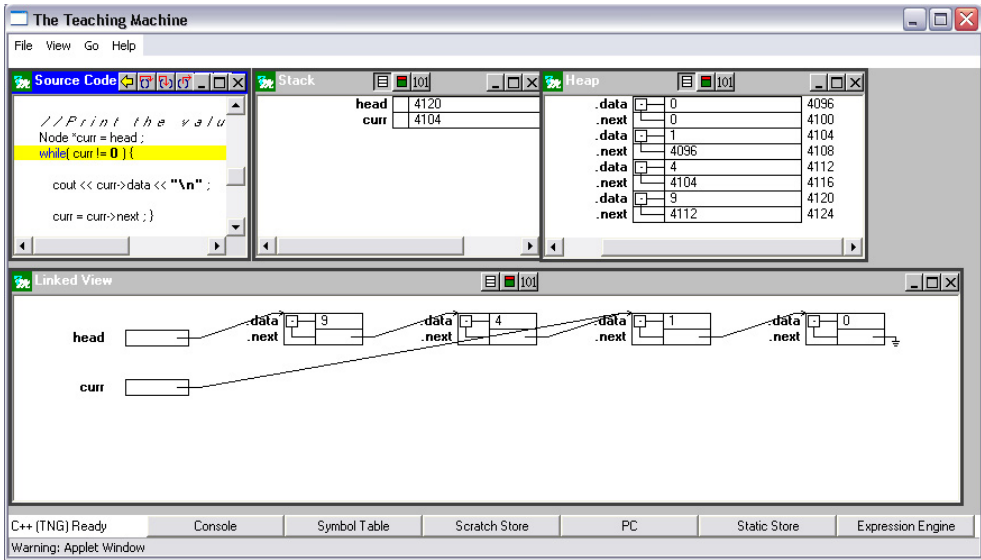 The Teaching Machine
File View Go Help
Source Code
//Print the valu
Node *curr = head ;
while( curr != 0 ) {
cout << curr->data << "\n" ;
curr = curr->next ; }
Stack 101
head 4120
curr 4104
Heap 101
.data 0 4096
.next 0 4100
.data 1 4104
.next 4096 4108
.data 4 4112
.next 4104 4116
.data 9 4120
.next 4112 4124
Linked View 101
head .data 9 .data 4 .data 1 .data 0
.next .next .next .next
curr
C++ (TNG) Ready Console Symbol Table Scratch Store PC Static Store Expression Engine
Warning: Applet Window